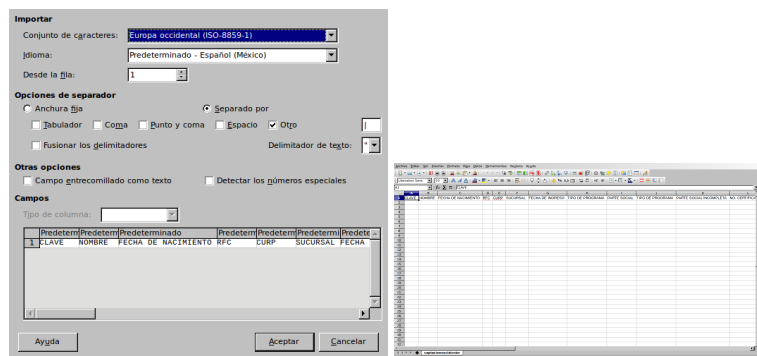 Importar
Conjunto de caracteres: Europa occidental (ISO-8859-1)
Idioma: Predeterminado - Español (México)
Desde la fila: 1
Opciones de separador
Anchura fija Separado por
Tabulador Coma Punto y coma Espacio Otro |
Fusionar los delimitadores Delimitador de texto: "
Otras opciones
Campo entrecomillado como texto Detectar los números especiales
Campos
Tipo de columna:
Predeterm Predeterm Predeterminado Predeterm Predeterm Predetermi Predete
1 CLAVE NOMBRE FECHA DE NACIMIENTO RFC CURP SUCURSAL FECHA
Ayuda Aceptar Cancelar
CLAVE NOMBRE FECHA DE NACIMIENTO RFC CURP SUCURSAL FECHA DE INGRESO TIPO DE PROGRAMA PARTE SOCIAL TIPO DE PROGRAMA PARTE SOCIAL INCOMPLETA NO. CERTIFICA